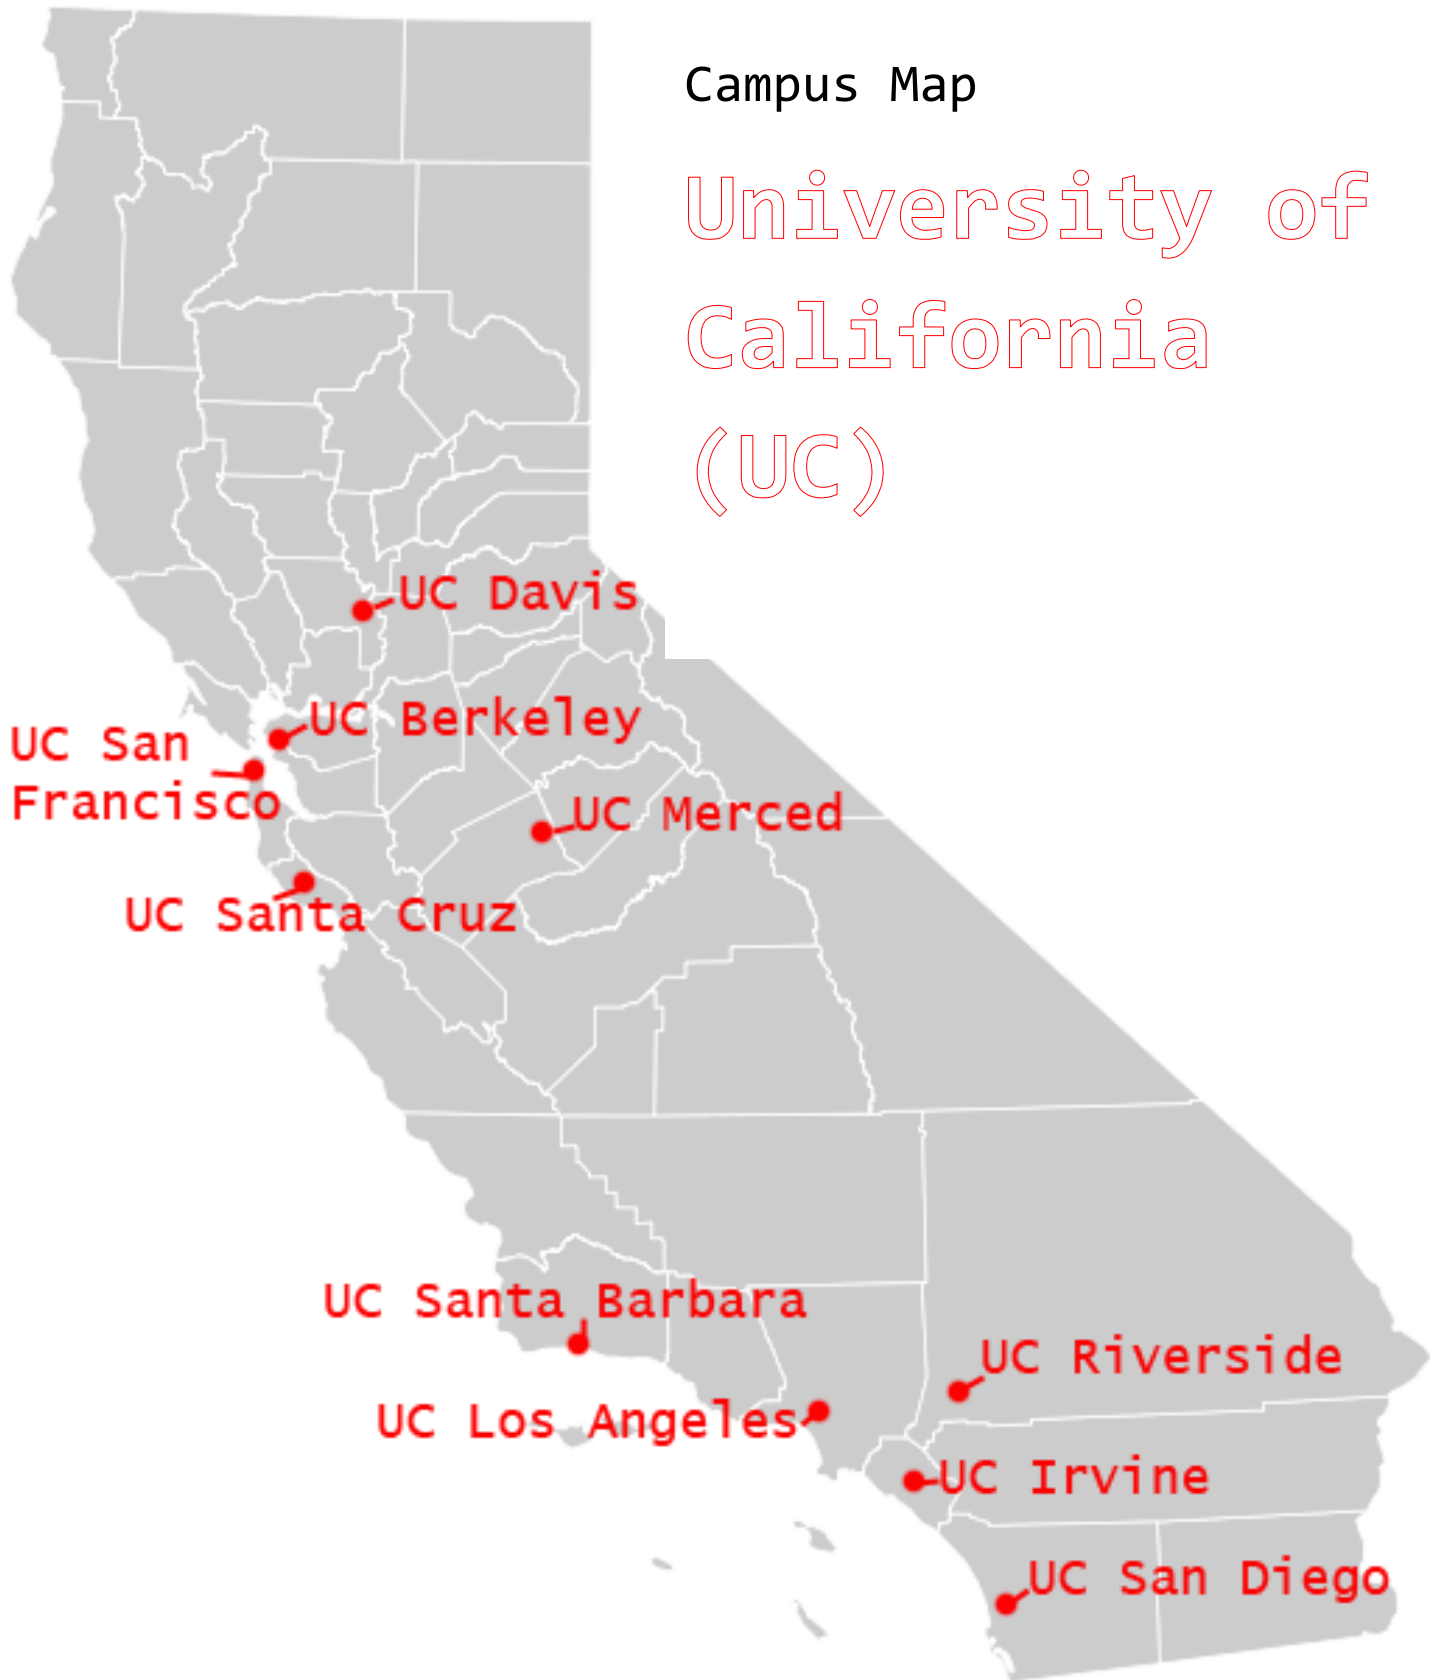 Campus Map
University of
California
(UC)
UC Davis
UC Berkeley
UC San
Francisco
UC Merced
UC Santa Cruz
UC Santa Barbara
UC Riverside
UC Los Angeles
UC Irvine
UC San Diego